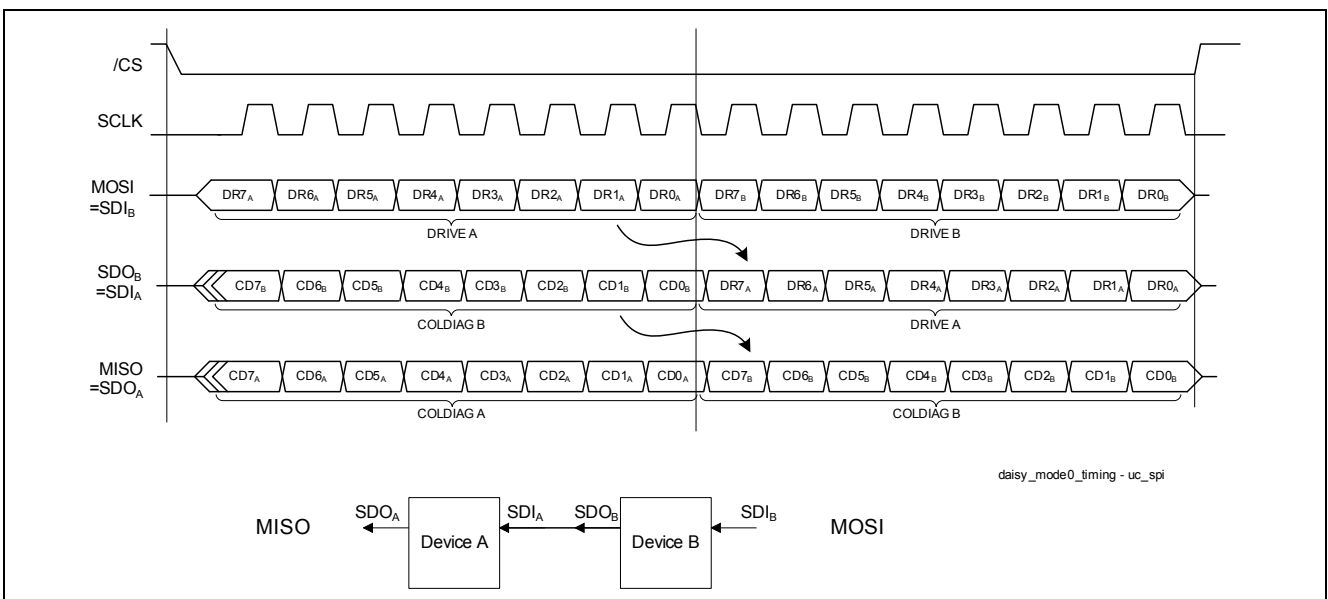 /CS
SCLK
MOSI
=SDIB
DR7A DR6A DR5A DR4A DR3A DR2A DR1A DR0A DR7B DR6B DR5B DR4B DR3B DR2B DR1B DR0B
DRIVE A DRIVE B
SDOB
=SDIA
CD7B CD6B CD5B CD4B CD3B CD2B CD1B CD0B DR7A DR6A DR5A DR4A DR3A DR2A DR1A DR0A
COLDIAG B DRIVE A
MISO
=SDOA
CD7A CD6A CD5A CD4A CD3A CD2A CD1A CD0A CD7B CD6B CD5B CD4B CD3B CD2B CD1B CD0B
COLDIAG A COLDIAG B
daisy_mode0_timing - uc_spi
MISO SDOA Device A SDIA SDOB Device B SDIB MOSI